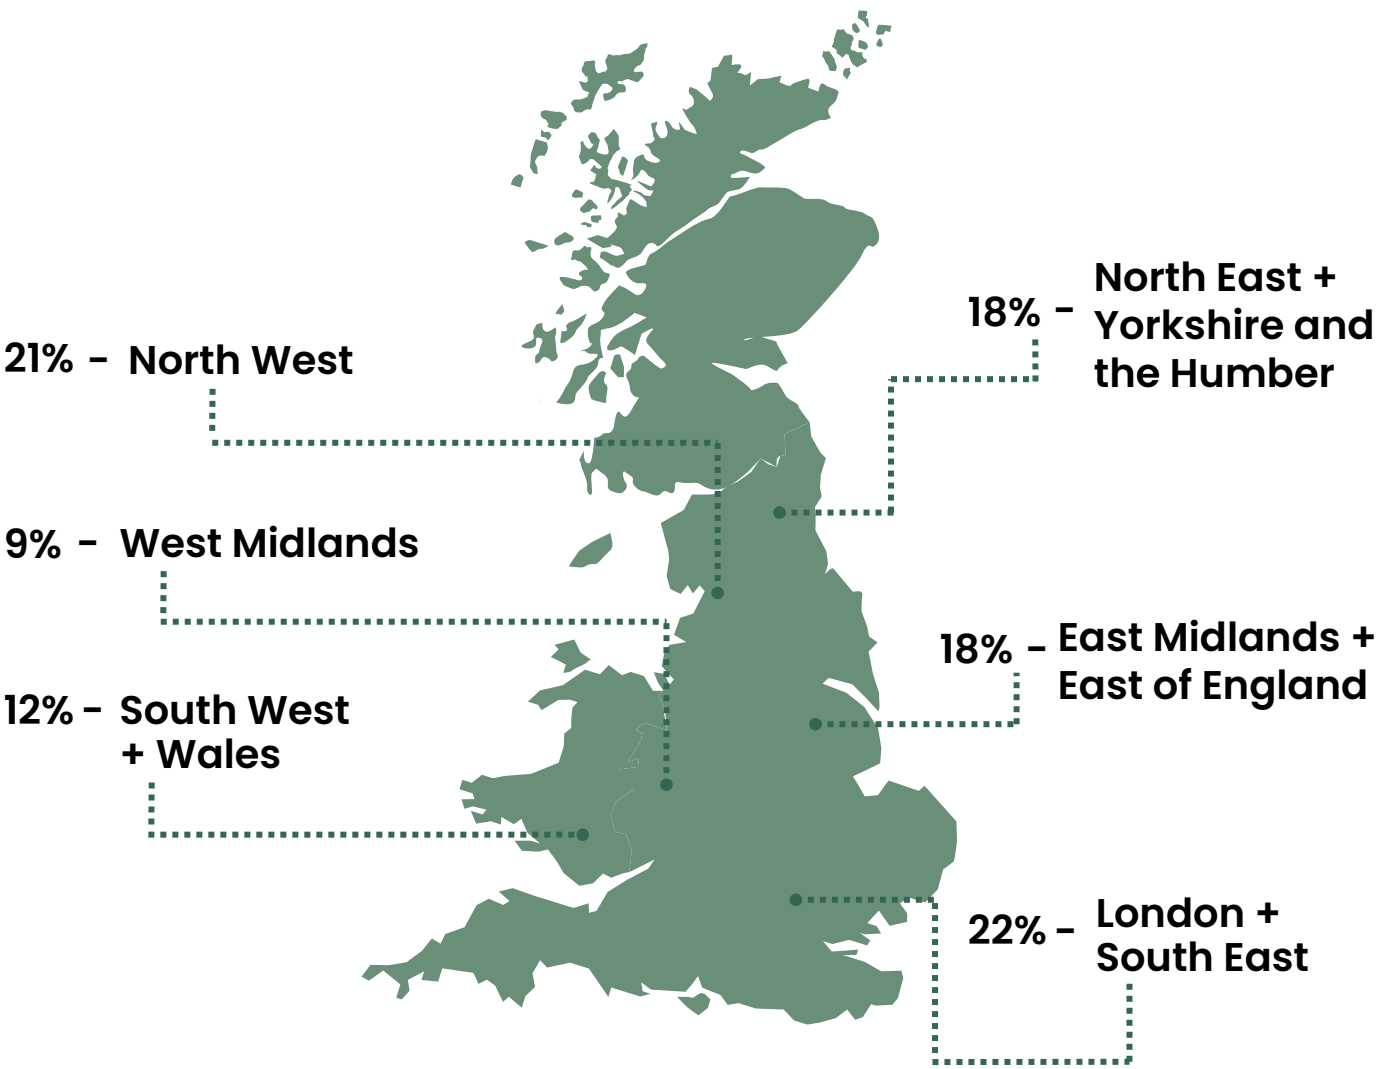 21% - North West
9% - West Midlands
12% - South West
+ Wales
18% - North East +
Yorkshire and
the Humber
18% - East Midlands +
East of England
22% - London +
South East